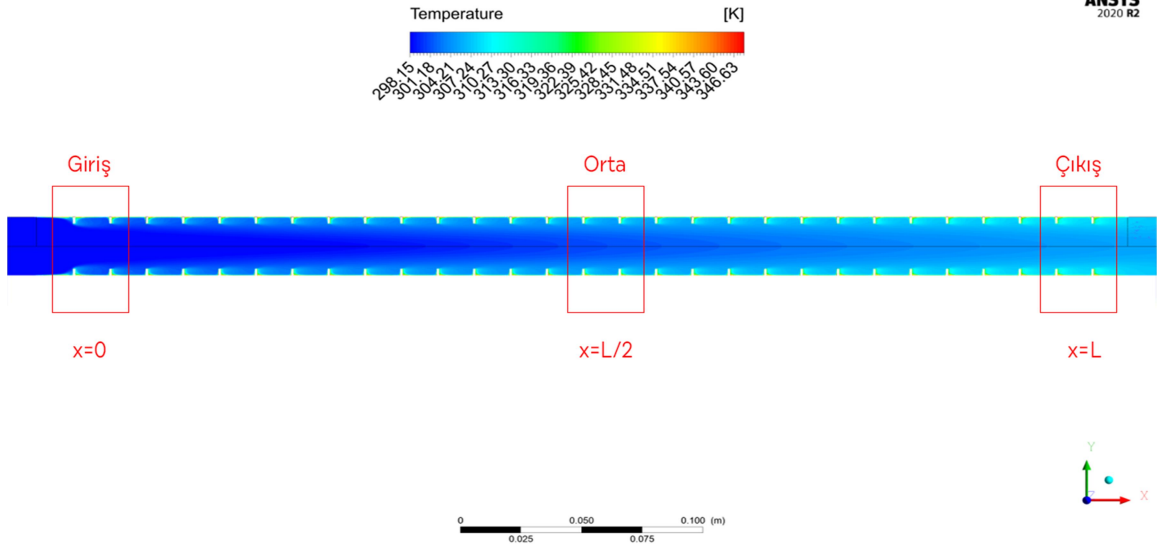 ANSYS
2020 R2
Temperature [K]
298.15 301.18 304.21 307.24 310.27 313.30 316.33 319.36 322.39 325.42 328.45 331.48 334.51 337.54 340.57 343.60 346.63
Giriş Orta Çıkış
x=0 x=L/2 x=L
Y
X
0 0.050 0.100 (m)
0.025 0.075